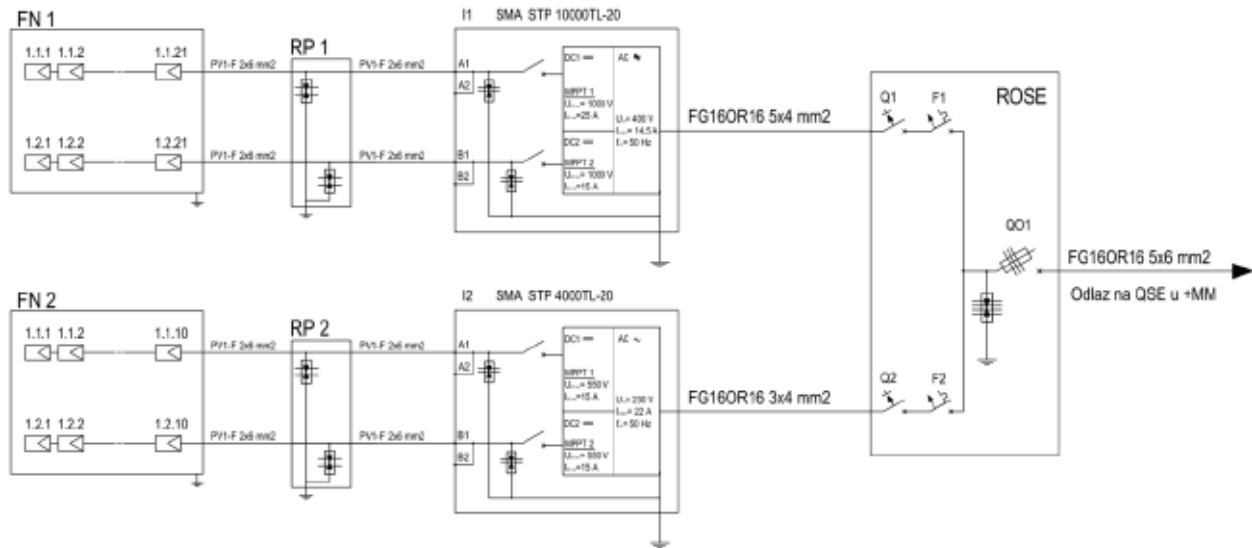 FN 1
1.1.1 1.1.2 1.1.21
1.2.1 1.2.2 1.2.21
PV1-F 2x6 mm2
PV1-F 2x6 mm2
RP 1
PV1-F 2x6 mm2
PV1-F 2x6 mm2
I1 SMA STP 10000TL-20
A1
A2
B1
B2
DC1
MRPT 1
= 1000 V
=25 A
DC2
MRPT 2
= 1000 V
=15 A
AC
= 400 V
= 14.5 A
= 50 Hz
FG16OR16 5x4 mm2
FN 2
1.1.1 1.1.2 1.1.10
1.2.1 1.2.2 1.2.10
PV1-F 2x6 mm2
PV1-F 2x6 mm2
RP 2
PV1-F 2x6 mm2
PV1-F 2x6 mm2
I2 SMA STP 4000TL-20
A1
A2
B1
B2
DC1
MRPT 1
= 550 V
=15 A
DC2
MRPT 2
= 550 V
=15 A
AC
= 230 V
= 22 A
= 50 Hz
FG16OR16 3x4 mm2
ROSE
Q1 F1
Q2 F2
QO1
FG16OR16 5x6 mm2
Odlaz na QSE u +MM